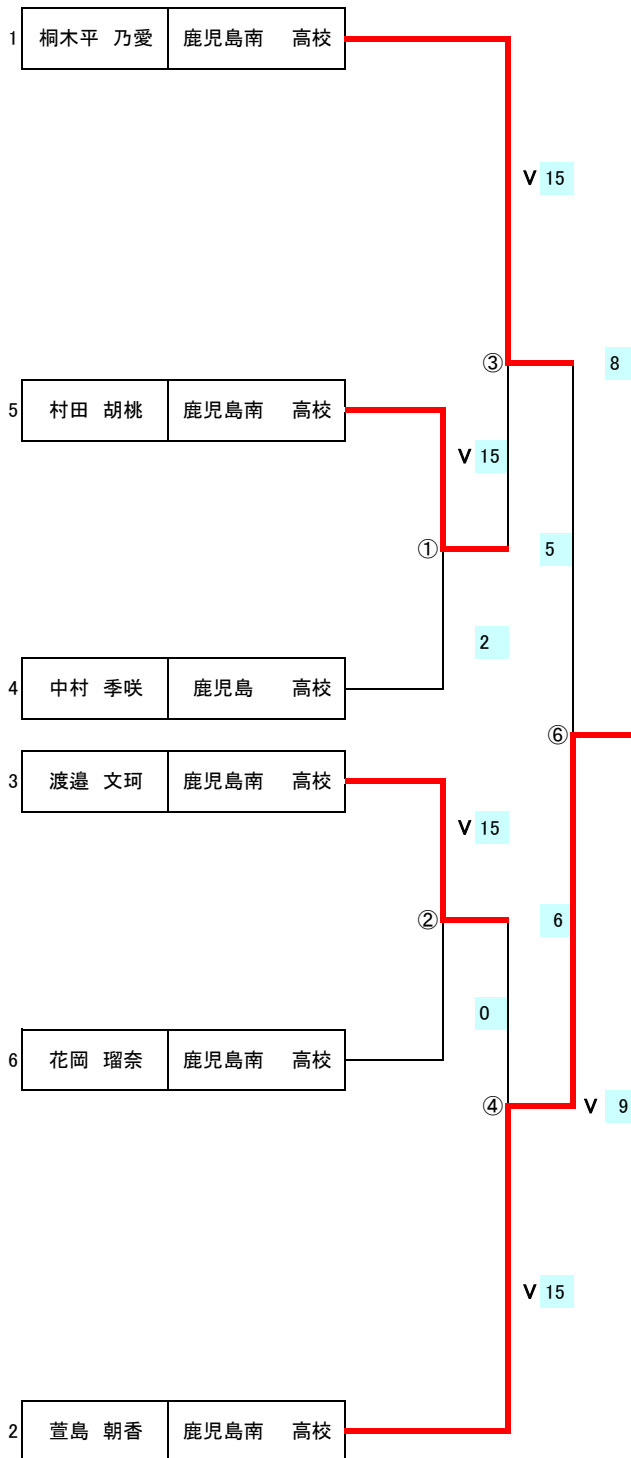 1 桐木平 乃愛 鹿児島南 高校
V 15
③ 8
5 村田 胡桃 鹿児島南 高校
V 15
① 5
2
4 中村 季咲 鹿児島 高校
⑥
3 渡邉 文珂 鹿児島南 高校
V 15
② 6
0
6 花岡 瑠奈 鹿児島南 高校
④ V 9
V 15
2 萱島 朝香 鹿児島南 高校